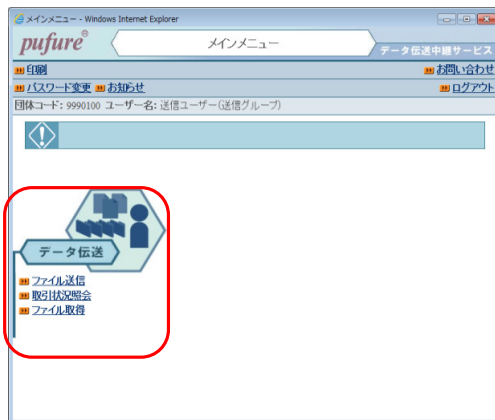 メインメニュー - Windows Internet Explorer
pufure® メインメニュー データ伝送中継サービス
印刷 お問い合わせ
パスワード変更 お知らせ ログアウト
団体コード: 9990100 ユーザー名: 送信ユーザー(送信グループ)
データ伝送
ファイル送信
取引状況照会
ファイル取得